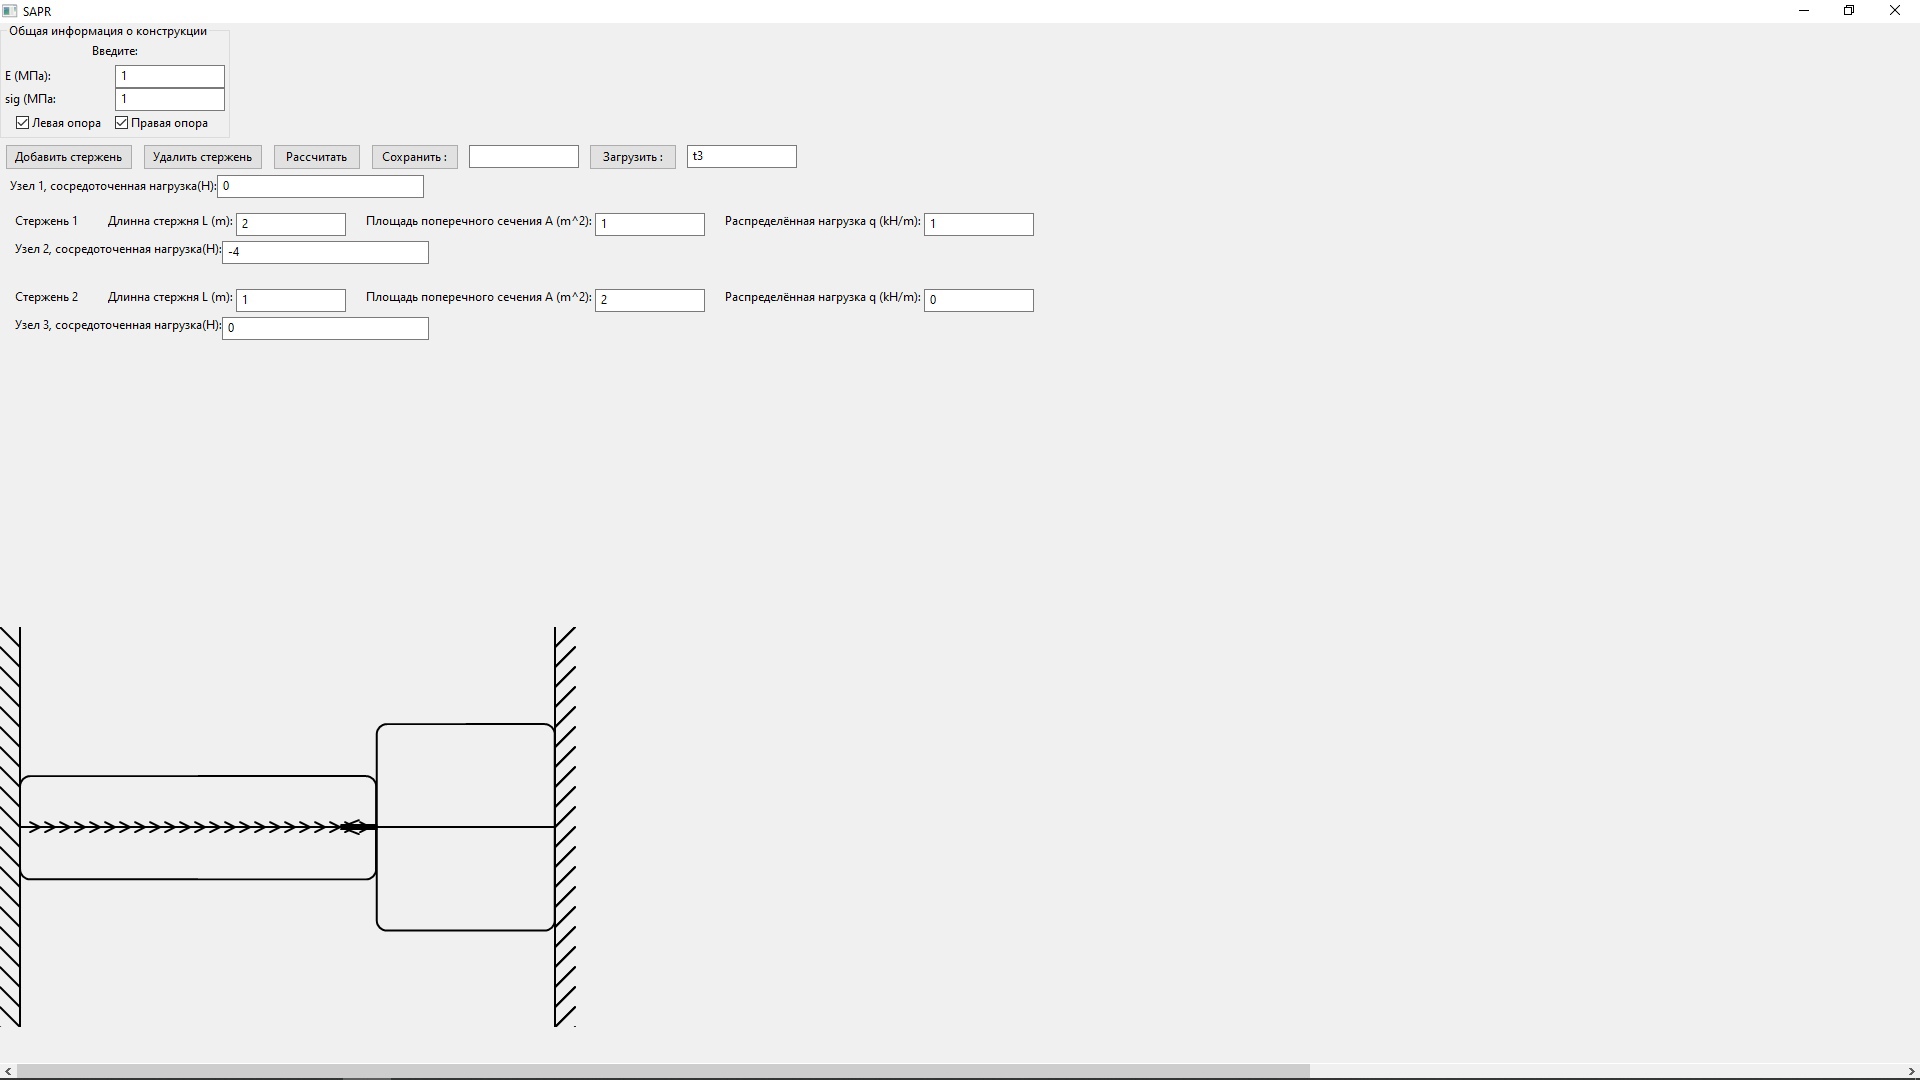 SAPR
Общая информация о конструкции
Введите:
E (МПа): 1
sig (МПа: 1
Левая опора Правая опора
Добавить стержень Удалить стержень Рассчитать Сохранить : Загрузить : t3
Узел 1, сосредоточенная нагрузка(Н): 0
Стержень 1 Длинна стержня L (m): 2 Площадь поперечного сечения A (m^2): 1 Распределённая нагрузка q (kH/m): 1
Узел 2, сосредоточенная нагрузка(Н): -4
Стержень 2 Длинна стержня L (m): 1 Площадь поперечного сечения A (m^2): 2 Распределённая нагрузка q (kH/m): 0
Узел 3, сосредоточенная нагрузка(Н): 0